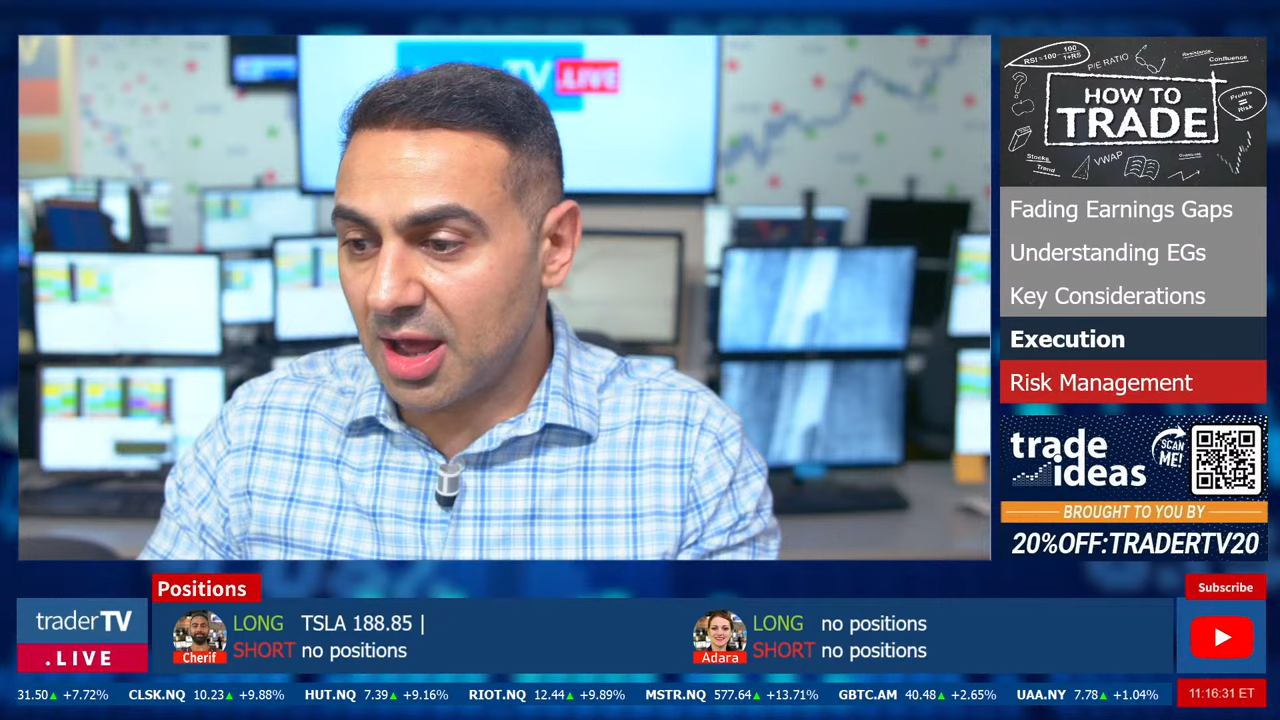 TV .LIVE
RSI=100- 100
1+RS
P/E RATIO
Resistance
Confluence
HOW TO
TRADE
Profits
=
Risk
Stocks
Trend
VWAP
Fading Earnings Gaps
Understanding EGs
Key Considerations
Execution
Risk Management
trade
ideas
SCAN
ME!
BROUGHT TO YOU BY
20%OFF:TRADERTV20
Positions
Subscribe
traderTV
.LIVE
Cherif
LONG TSLA 188.85 |
SHORT no positions
Adara
LONG no positions
SHORT no positions
31.50▲ +7.72% CLSK.NQ 10.23▲ +9.88% HUT.NQ 7.39▲ +9.16% RIOT.NQ 12.44▲ +9.89% MSTR.NQ 577.64▲ +13.71% GBTC.AM 40.48▲ +2.65% UAA.NY 7.78▲ +1.04%
11:16:31 ET